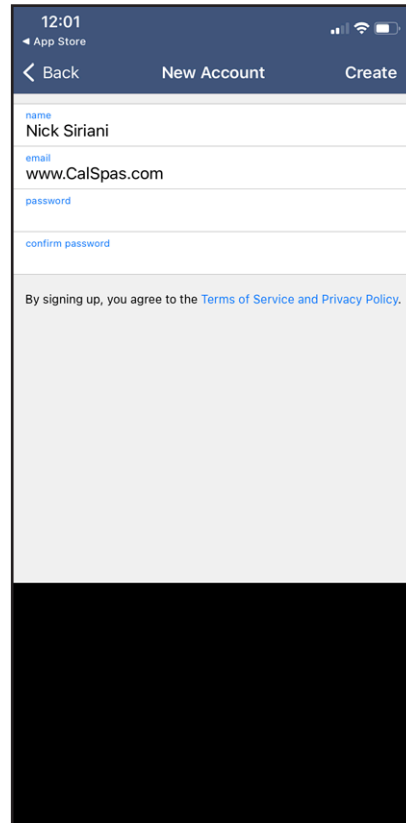 12:01
◀ App Store
Back New Account Create
name
Nick Siriani
email
www.CalSpas.com
password
confirm password
By signing up, you agree to the Terms of Service and Privacy Policy.